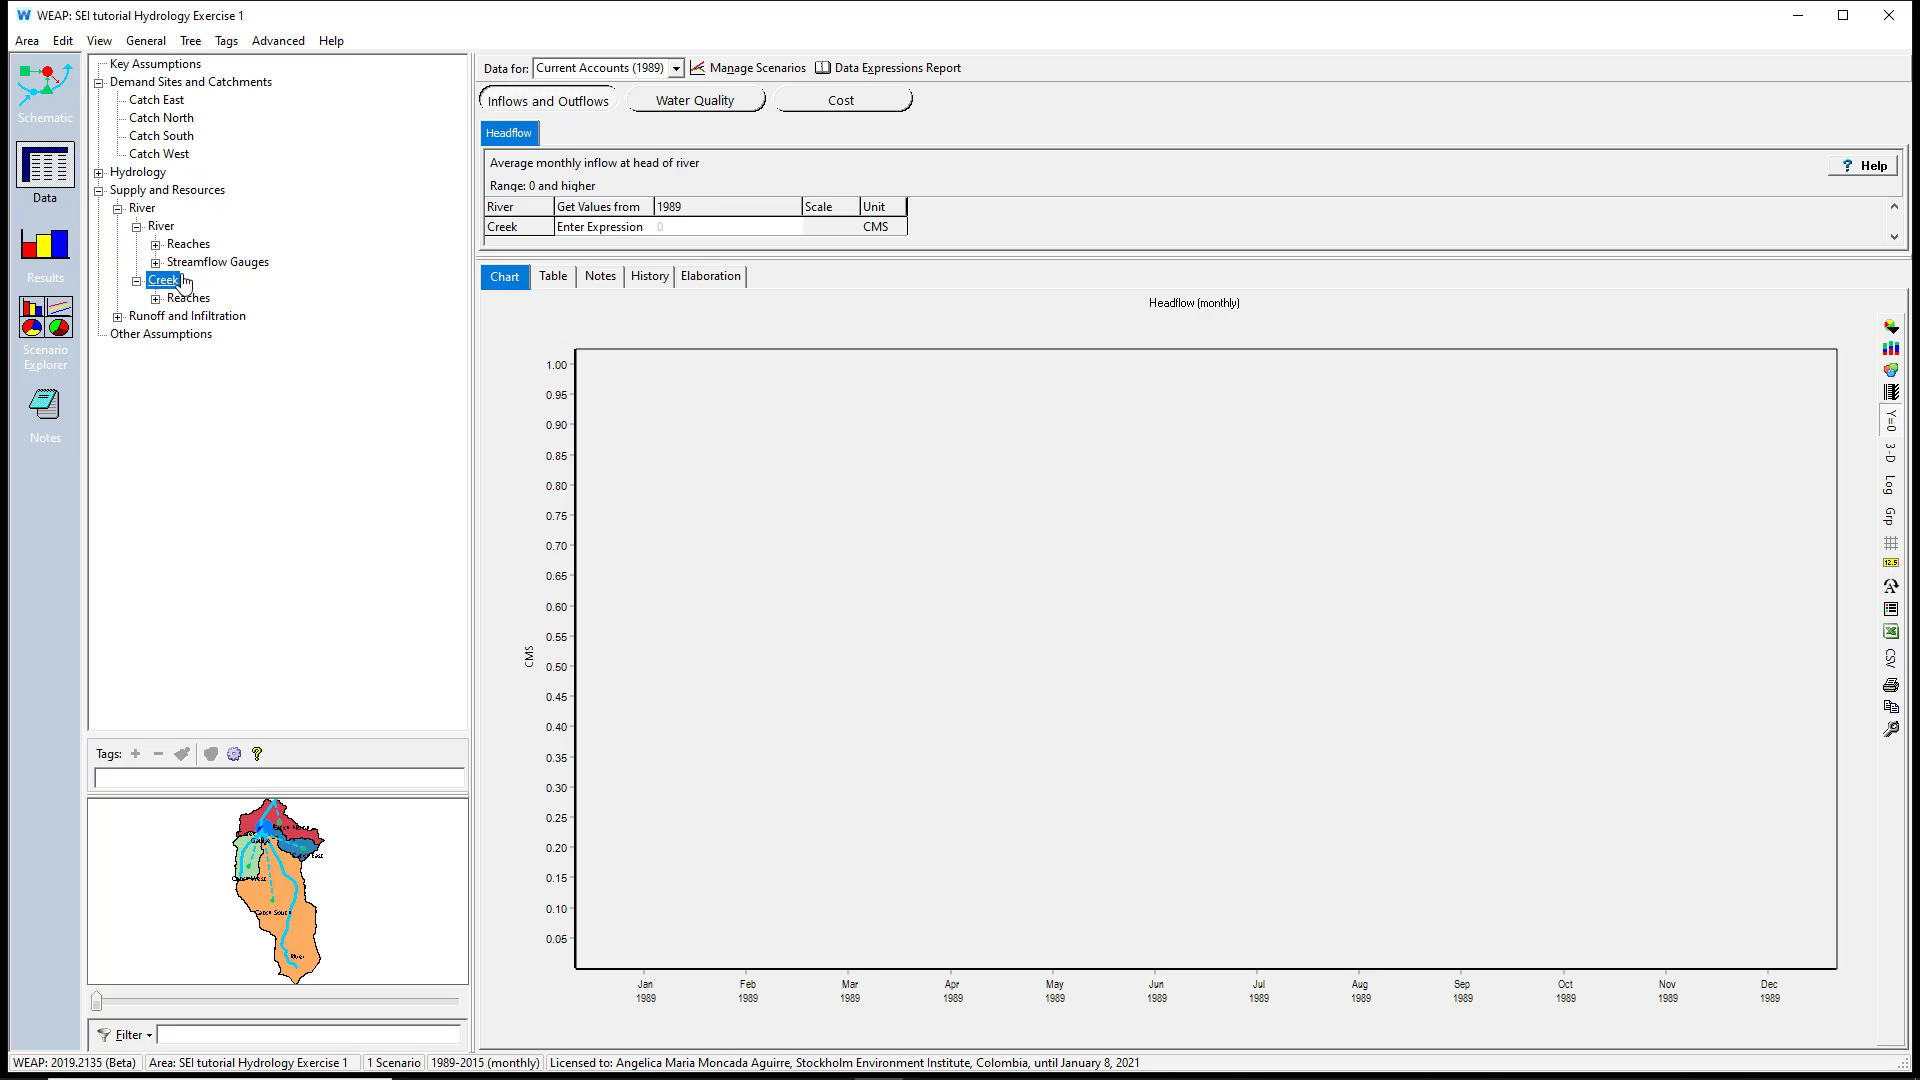 WEAP: SEI tutorial Hydrology Exercise 1
Area Edit View General Tree Tags Advanced Help
Schematic
Data
Results
Scenario
Explorer
Notes
Key Assumptions
Demand Sites and Catchments
Catch East
Catch North
Catch South
Catch West
Hydrology
Supply and Resources
River
River
Reaches
Streamflow Gauges
Creek
Reaches
Runoff and Infiltration
Other Assumptions
Tags:
Catch South
River
Filter
Data for: Current Accounts (1989) Manage Scenarios Data Expressions Report
Inflows and Outflows Water Quality Cost
Headflow
Average monthly inflow at head of river
Help
Range: 0 and higher
River Get Values from 1989 Scale Unit
Creek Enter Expression 0 CMS
Chart Table Notes History Elaboration
Headflow (monthly)
1.00
0.95
0.90
0.85
0.80
0.75
0.70
0.65
0.60
0.55
0.50
0.45
0.40
0.35
0.30
0.25
0.20
0.15
0.10
0.05
CMS
Jan Feb Mar Apr May Jun Jul Aug Sep Oct Nov Dec
1989 1989 1989 1989 1989 1989 1989 1989 1989 1989 1989 1989
Y=0
3-D
Log
Grp
12.5
CSV
WEAP: 2019.2135 (Beta) Area: SEI tutorial Hydrology Exercise 1 1 Scenario 1989-2015 (monthly) Licensed to: Angelica Maria Moncada Aguirre, Stockholm Environment Institute, Colombia, until January 8, 2021